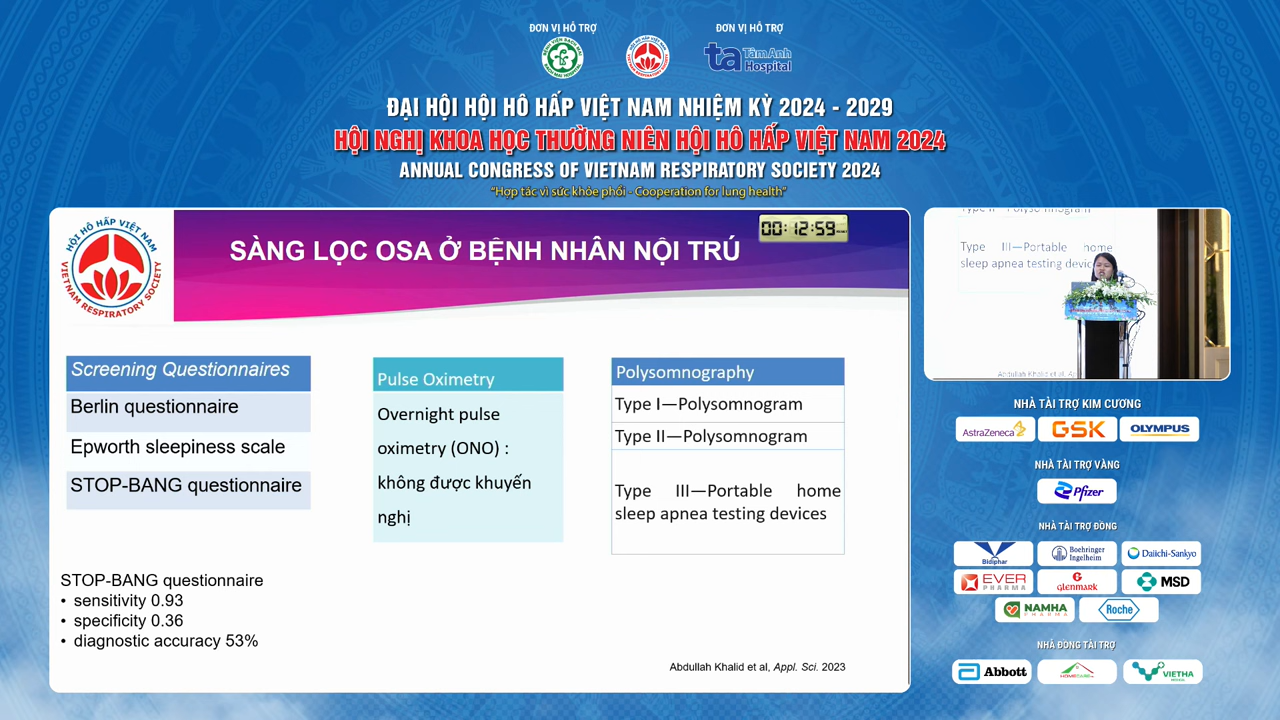 ĐƠN VỊ HỖ TRỢ
ĐƠN VỊ HỖ TRỢ
ta TâmAnh
Hospital
ĐẠI HỘI HỘI HÔ HẤP VIỆT NAM NHIỆM KỲ 2024 - 2029
HỘI NGHỊ KHOA HỌC THƯỜNG NIÊN HỘI HÔ HẤP VIỆT NAM 2024
ANNUAL CONGRESS OF VIETNAM RESPIRATORY SOCIETY 2024
"Hợp tác vì sức khỏe phổi - Cooperation for lung health"
HỘI HÔ HẤP VIỆT NAM
VIETNAM RESPIRATORY SOCIETY
SÀNG LỌC OSA Ở BỆNH NHÂN NỘI TRÚ
00:12:59
Screening Questionnaires
Berlin questionnaire
Epworth sleepiness scale
STOP-BANG questionnaire
Pulse Oximetry
Overnight pulse
oximetry (ONO) :
không được khuyến
nghị
Polysomnography
Type I—Polysomnogram
Type II—Polysomnogram
Type III—Portable home
sleep apnea testing devices
STOP-BANG questionnaire
• sensitivity 0.93
• specificity 0.36
• diagnostic accuracy 53%
Abdullah Khalid et al, Appl. Sci. 2023
Type III—Portable home
sleep apnea testing devic
NHÀ TÀI TRỢ KIM CƯƠNG
AstraZeneca
GSK
OLYMPUS
NHÀ TÀI TRỢ VÀNG
Pfizer
NHÀ TÀI TRỢ ĐỒNG
Bidiphar
Boehringer
Ingelheim
Daiichi-Sankyo
EVER
PHARMA
GLENMARK
MSD
NAMHA
PHARMA
Roche
NHÀ ĐỒNG TÀI TRỢ
Abbott
HOMECARE
VIETHA
MEDICAL